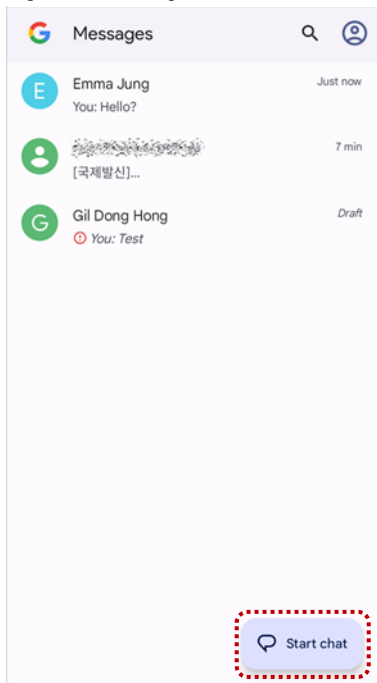 Messages
E
Emma Jung
Just now
You: Hello?
7 min
[국제발신]...
G
Gil Dong Hong
Draft
You: Test
Start chat